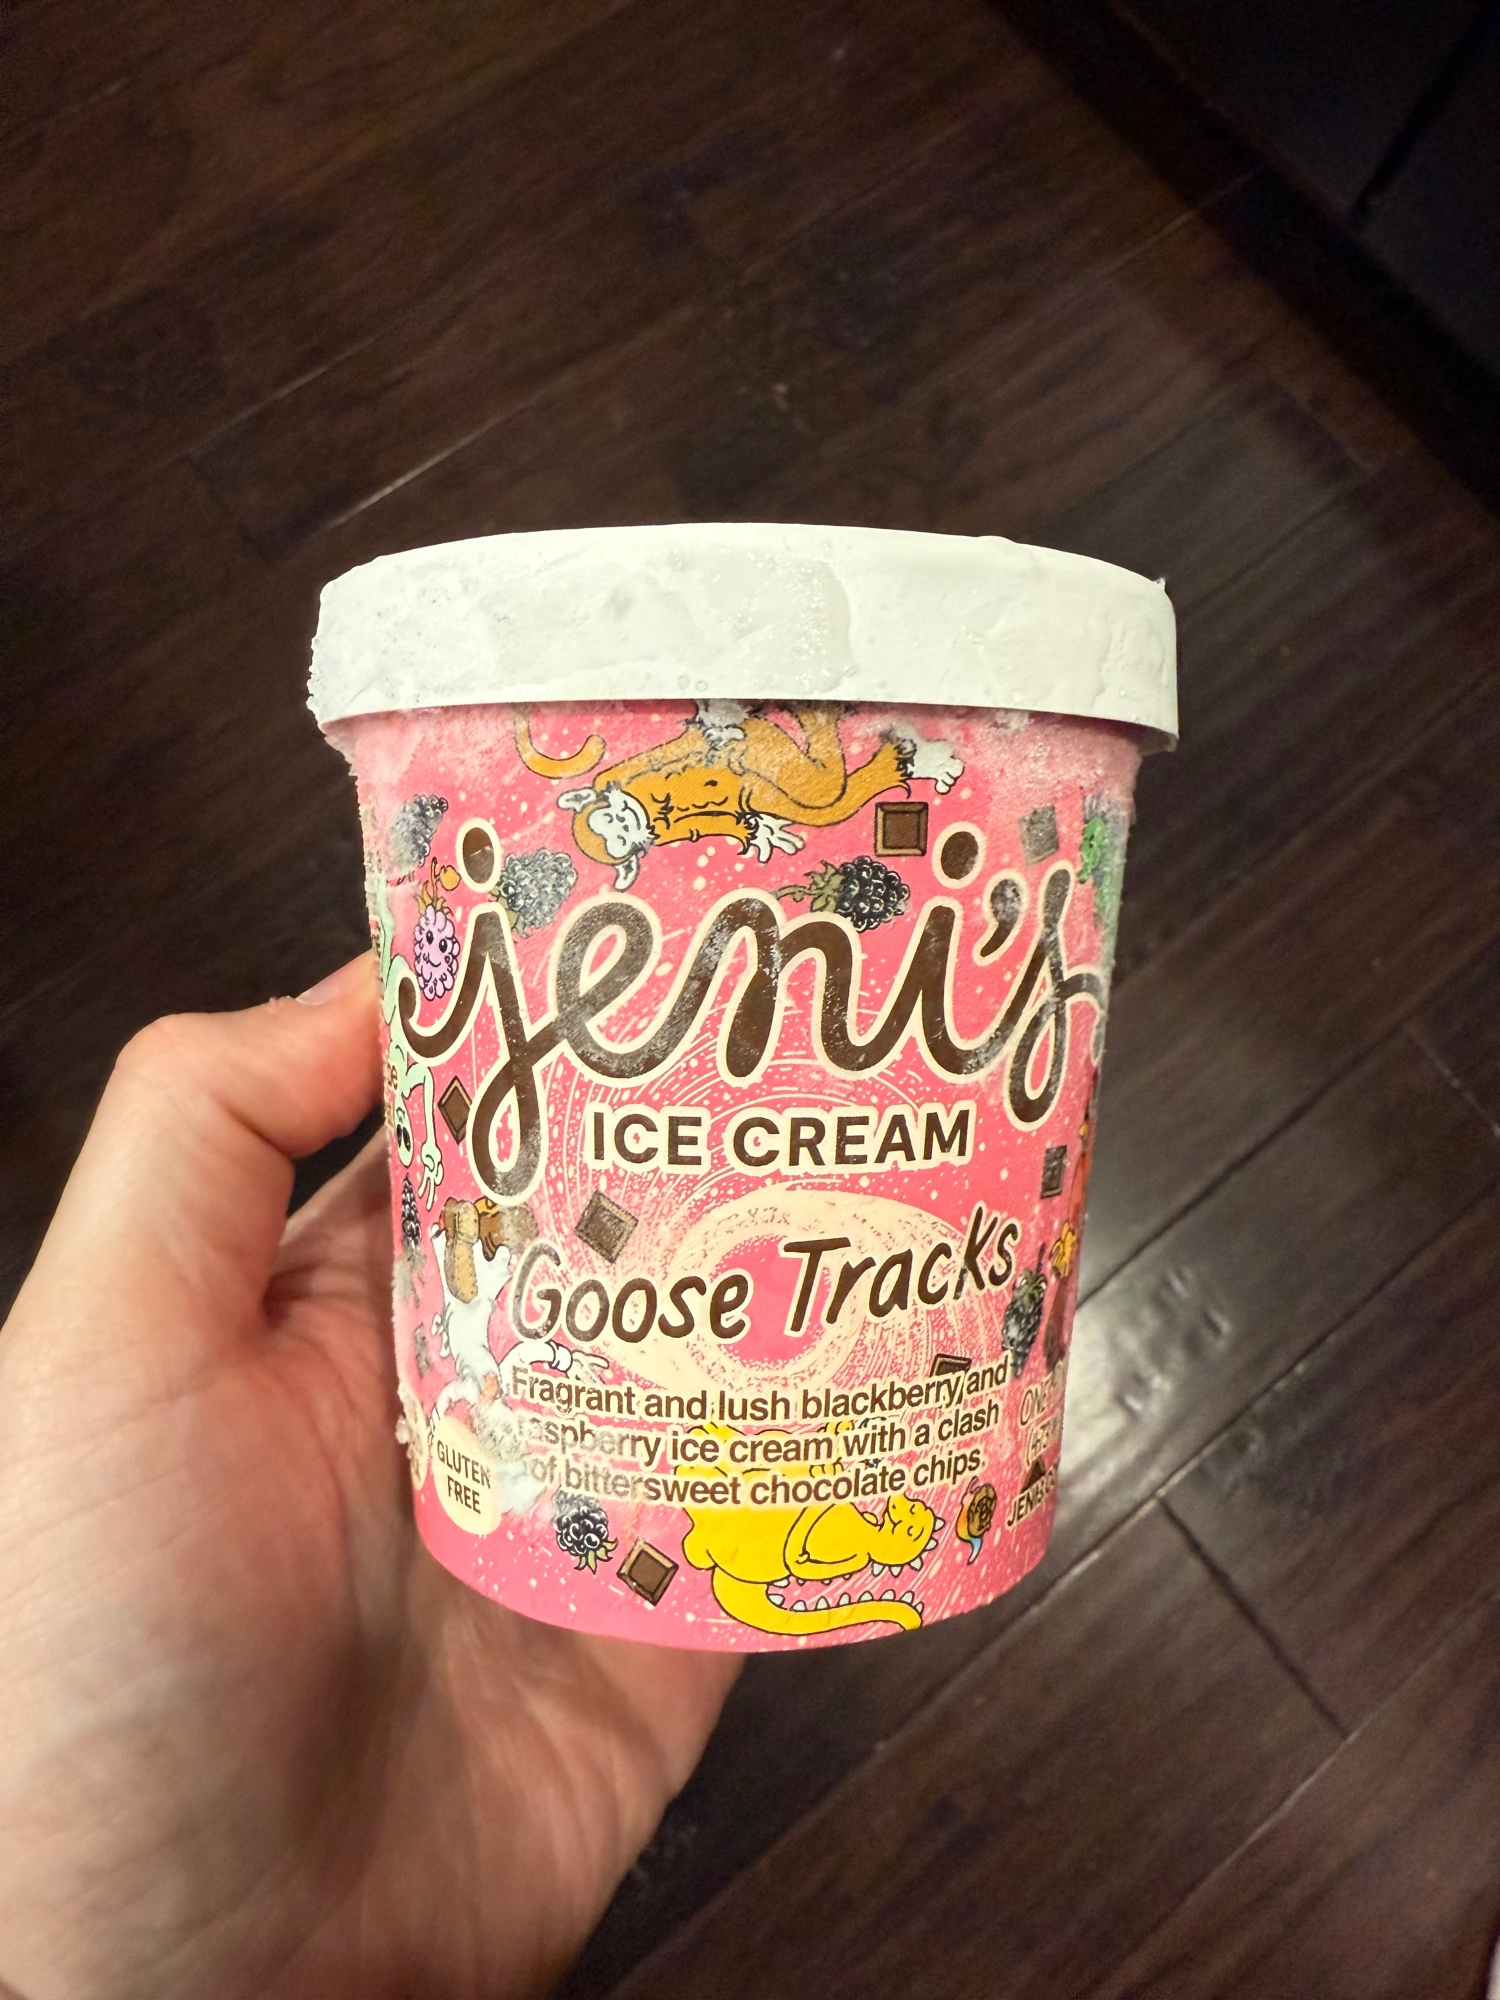 jeni's
ICE CREAM
Goose Tracks
Fragrant and lush blackberry and
raspberry ice cream with a clash
of bittersweet chocolate chips.
GLUTEN
FREE